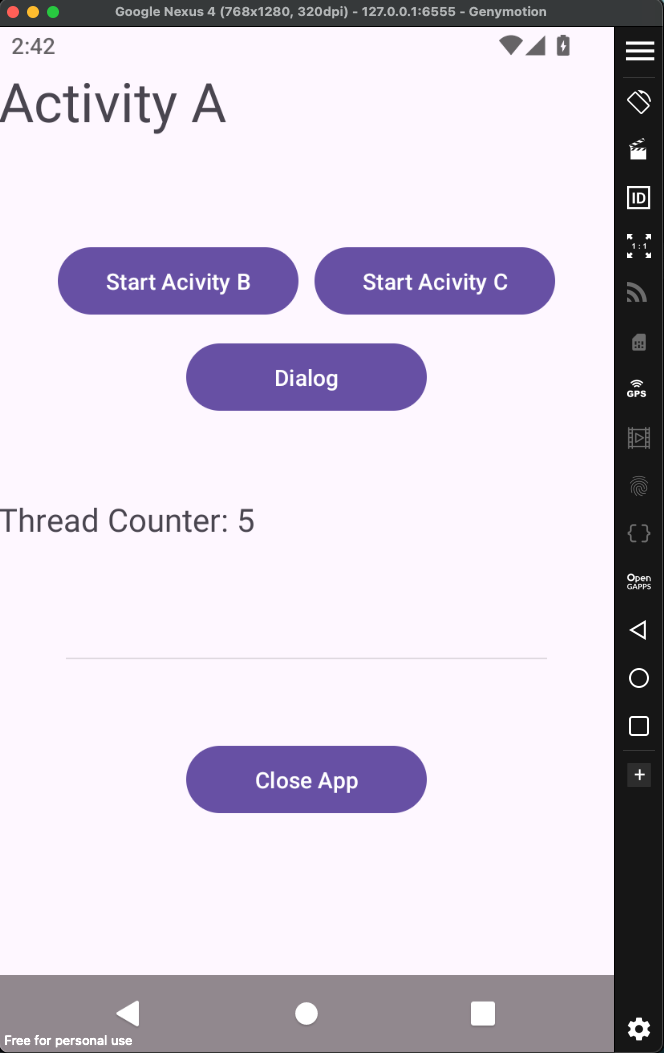 Google Nexus 4 (768x1280, 320dpi) - 127.0.0.1:6555 - Genymotion
2:42
Activity A
ID
1:1
Start Acivity B
Start Acivity C
Dialog
GPS
Thread Counter: 5
Open
GAPPS
Close App
Free for personal use